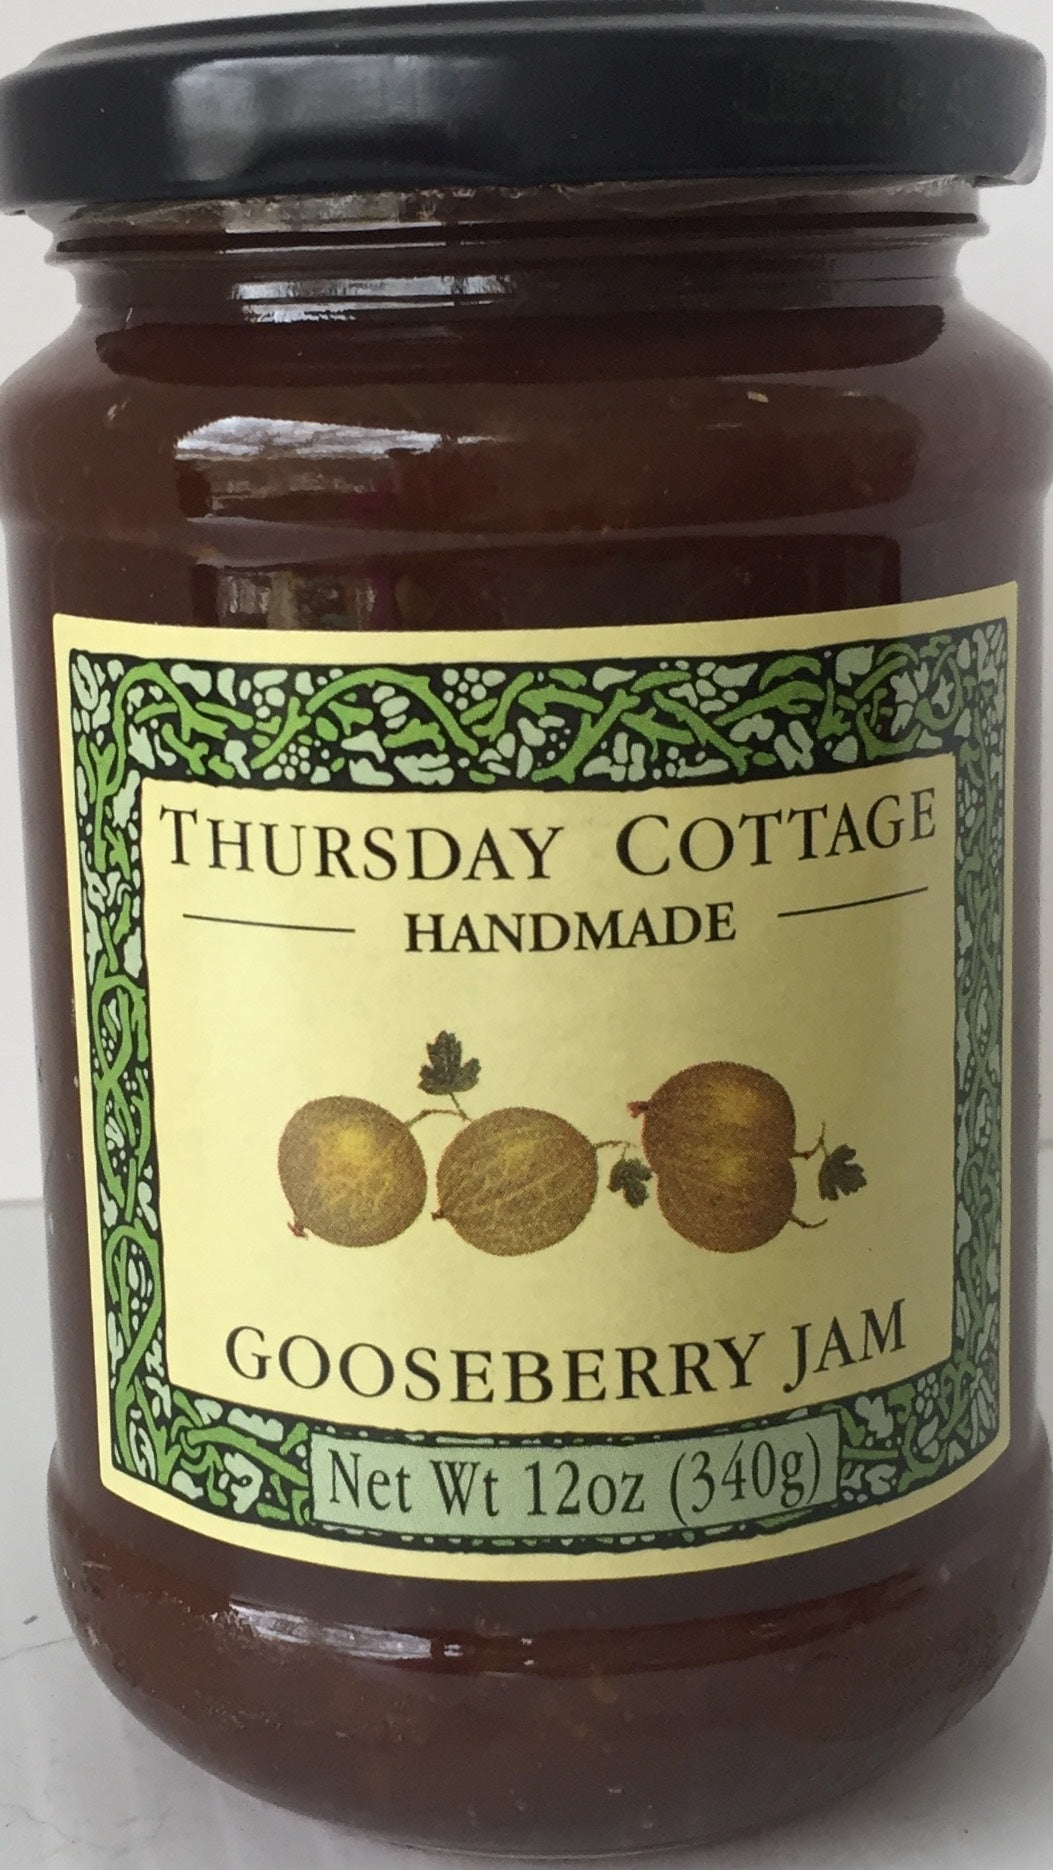 THURSDAY COTTAGE
HANDMADE
GOOSEBERRY JAM
Net Wt 12oz (340g)